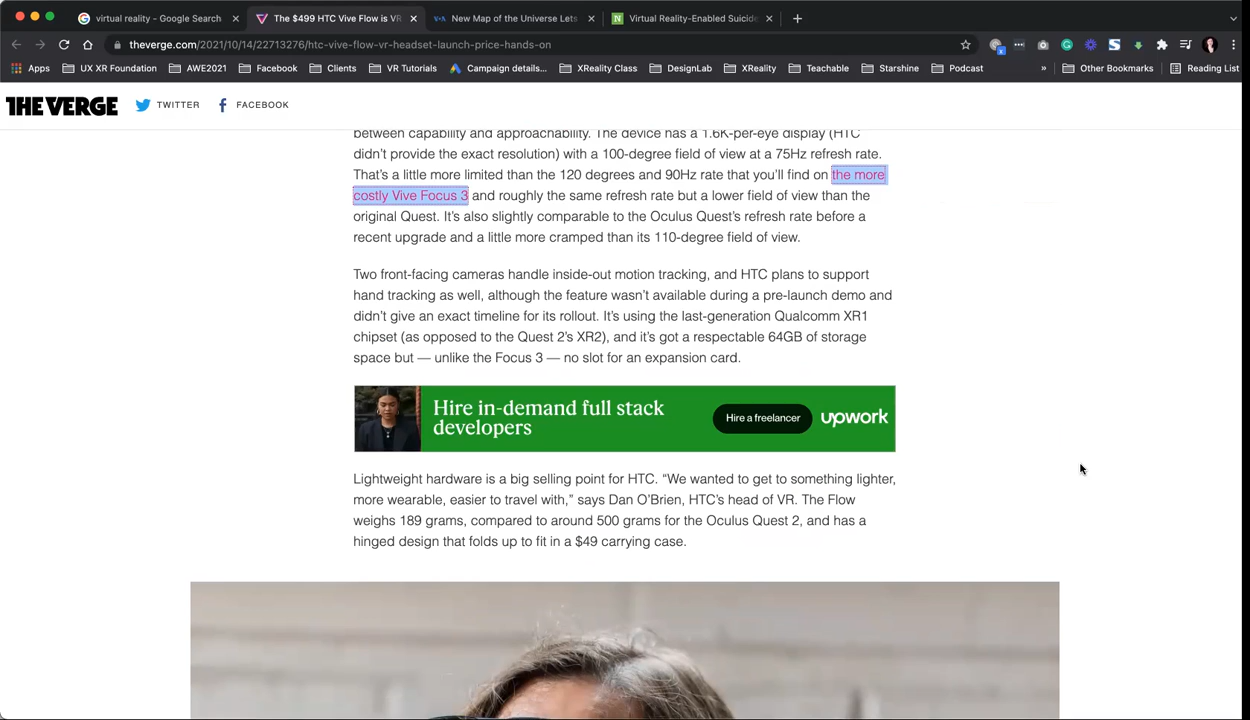 virtual reality - Google Search
The $499 HTC Vive Flow is VR
New Map of the Universe Lets
Virtual Reality-Enabled Suicide
theverge.com/2021/10/14/22713276/htc-vive-flow-vr-headset-launch-price-hands-on
Apps
UX XR Foundation
AWE2021
Facebook
Clients
VR Tutorials
Campaign details...
XReality Class
DesignLab
XReality
Teachable
Starshine
Podcast
»
Other Bookmarks
Reading List
THE VERGE
TWITTER
FACEBOOK
between capability and approachability. The device has a 1.6K-per-eye display (HTC
didn't provide the exact resolution) with a 100-degree field of view at a 75Hz refresh rate.
That's a little more limited than the 120 degrees and 90Hz rate that you'll find on the more
costly Vive Focus 3 and roughly the same refresh rate but a lower field of view than the
original Quest. It's also slightly comparable to the Oculus Quest's refresh rate before a
recent upgrade and a little more cramped than its 110-degree field of view.
Two front-facing cameras handle inside-out motion tracking, and HTC plans to support
hand tracking as well, although the feature wasn't available during a pre-launch demo and
didn't give an exact timeline for its rollout. It's using the last-generation Qualcomm XR1
chipset (as opposed to the Quest 2's XR2), and it's got a respectable 64GB of storage
space but — unlike the Focus 3 — no slot for an expansion card.
Hire in-demand full stack
developers
Hire a freelancer
upwork
Lightweight hardware is a big selling point for HTC. “We wanted to get to something lighter,
more wearable, easier to travel with,” says Dan O'Brien, HTC's head of VR. The Flow
weighs 189 grams, compared to around 500 grams for the Oculus Quest 2, and has a
hinged design that folds up to fit in a $49 carrying case.